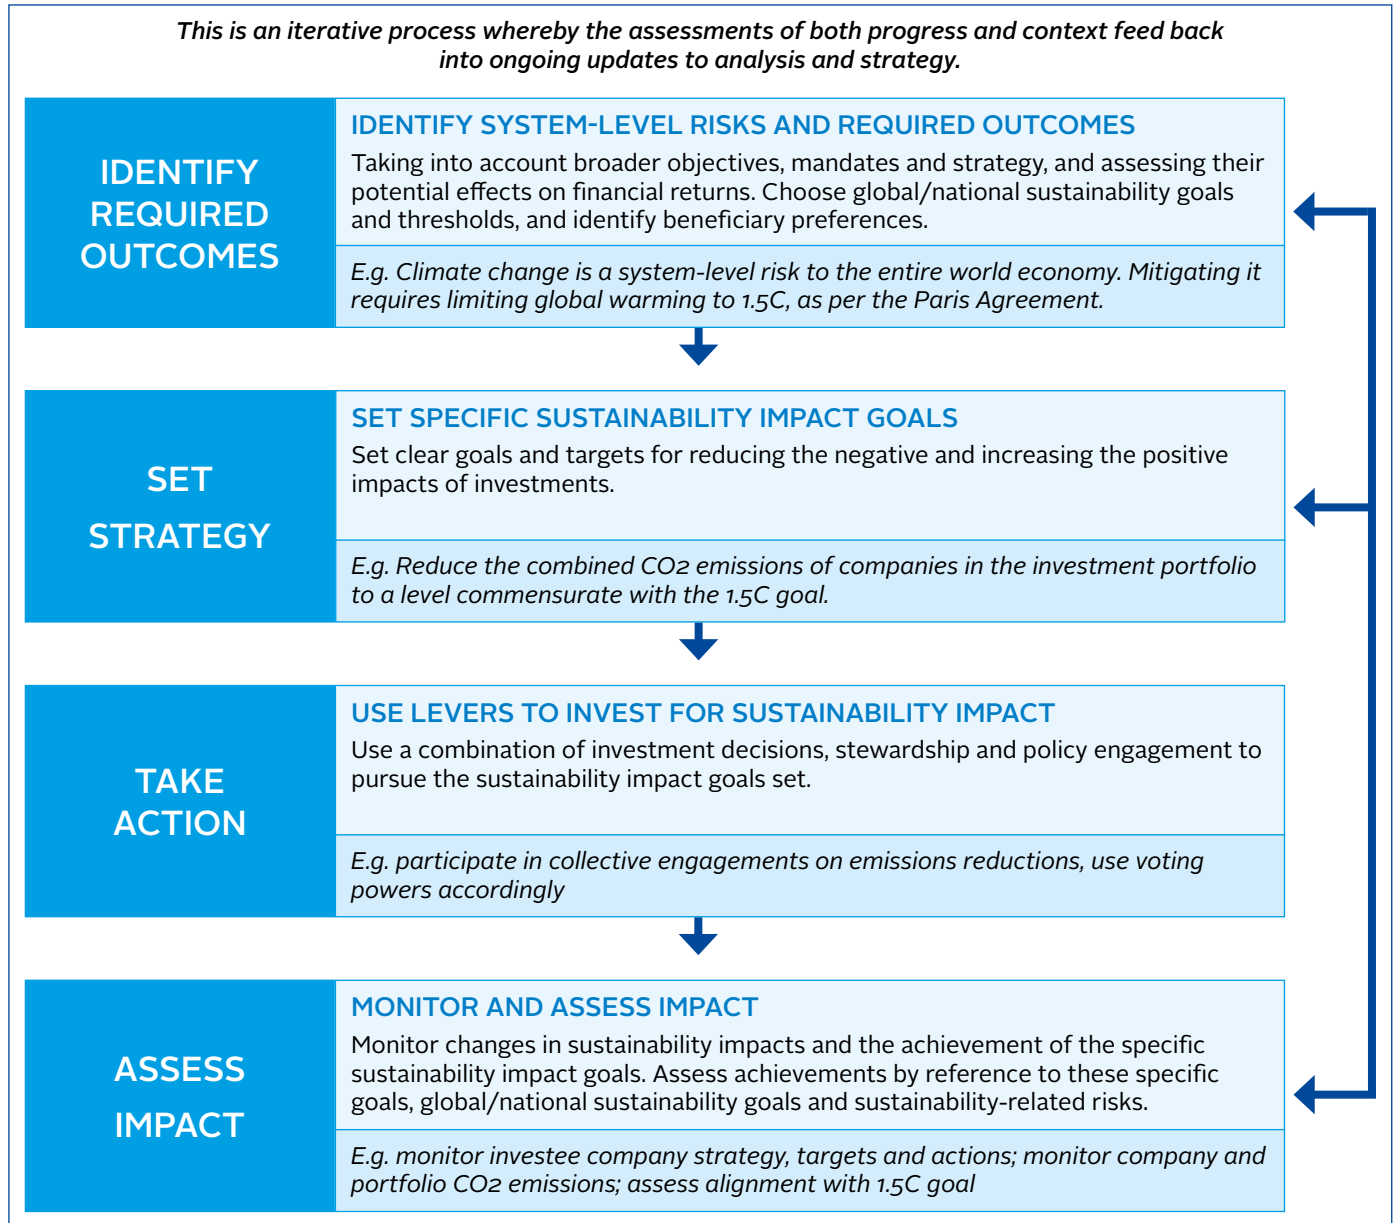 This is an iterative process whereby the assessments of both progress and context feed back
into ongoing updates to analysis and strategy.
IDENTIFY
REQUIRED
OUTCOMES
IDENTIFY SYSTEM-LEVEL RISKS AND REQUIRED OUTCOMES
Taking into account broader objectives, mandates and strategy, and assessing their
potential effects on financial returns. Choose global/national sustainability goals
and thresholds, and identify beneficiary preferences.
E.g. Climate change is a system-level risk to the entire world economy. Mitigating it
requires limiting global warming to 1.5C, as per the Paris Agreement.
SET
STRATEGY
SET SPECIFIC SUSTAINABILITY IMPACT GOALS
Set clear goals and targets for reducing the negative and increasing the positive
impacts of investments.
E.g. Reduce the combined CO2 emissions of companies in the investment portfolio
to a level commensurate with the 1.5C goal.
TAKE
ACTION
USE LEVERS TO INVEST FOR SUSTAINABILITY IMPACT
Use a combination of investment decisions, stewardship and policy engagement to
pursue the sustainability impact goals set.
E.g. participate in collective engagements on emissions reductions, use voting
powers accordingly
ASSESS
IMPACT
MONITOR AND ASSESS IMPACT
Monitor changes in sustainability impacts and the achievement of the specific
sustainability impact goals. Assess achievements by reference to these specific
goals, global/national sustainability goals and sustainability-related risks.
E.g. monitor investee company strategy, targets and actions; monitor company and
portfolio CO2 emissions; assess alignment with 1.5C goal